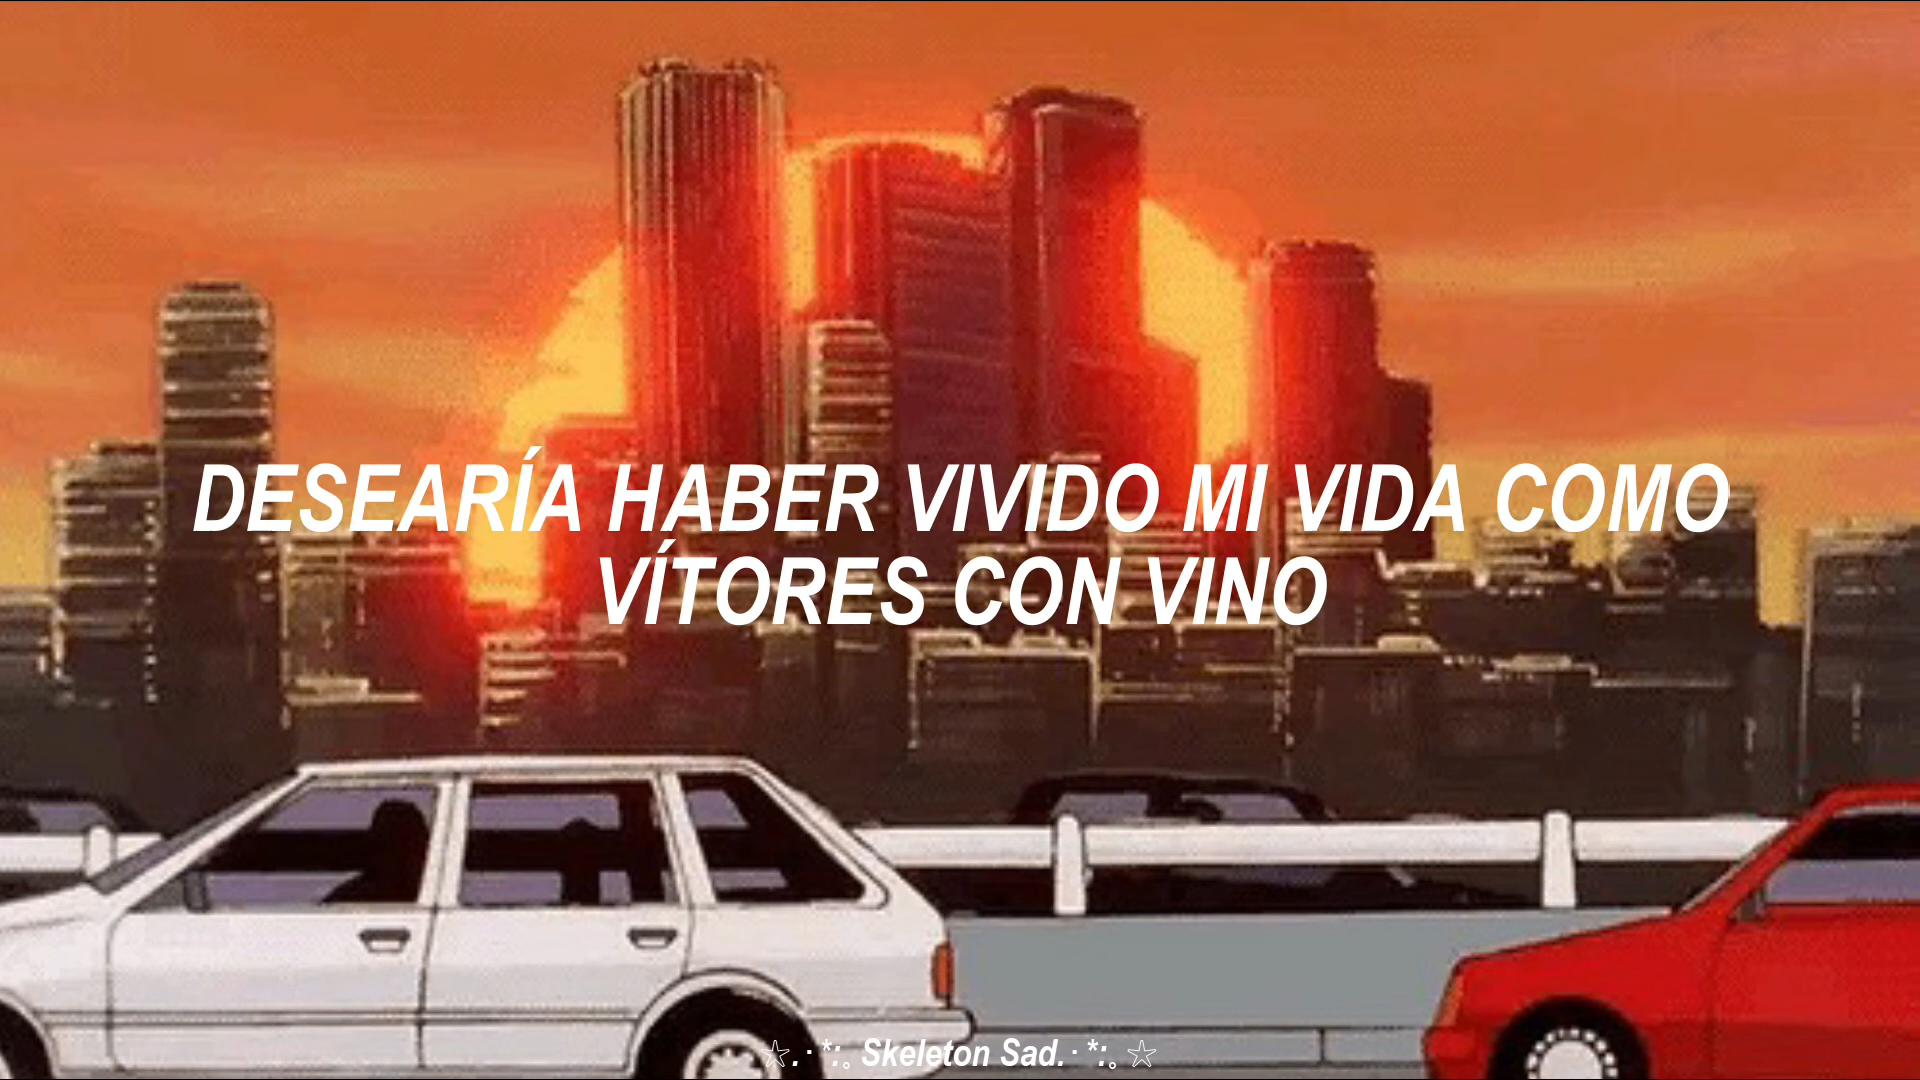 DESEARÍA HABER VIVIDO MI VIDA COMO
VÍTORES CON VINO
☆.·*:｡ Skeleton Sad.·*:｡☆